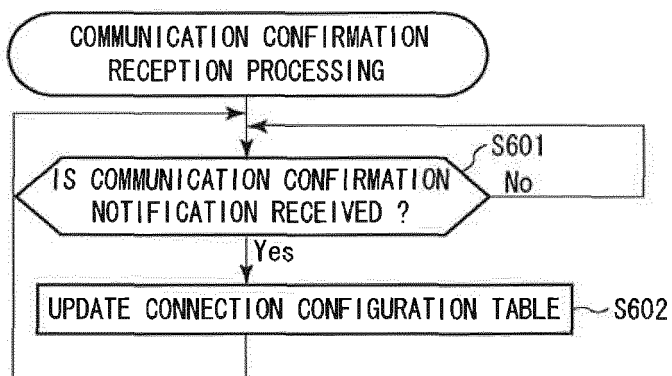 COMMUNICATION CONFIRMATION
RECEPTION PROCESSING
S601
IS COMMUNICATION CONFIRMATION
NOTIFICATION RECEIVED ?
No
Yes
UPDATE CONNECTION CONFIGURATION TABLE
S602